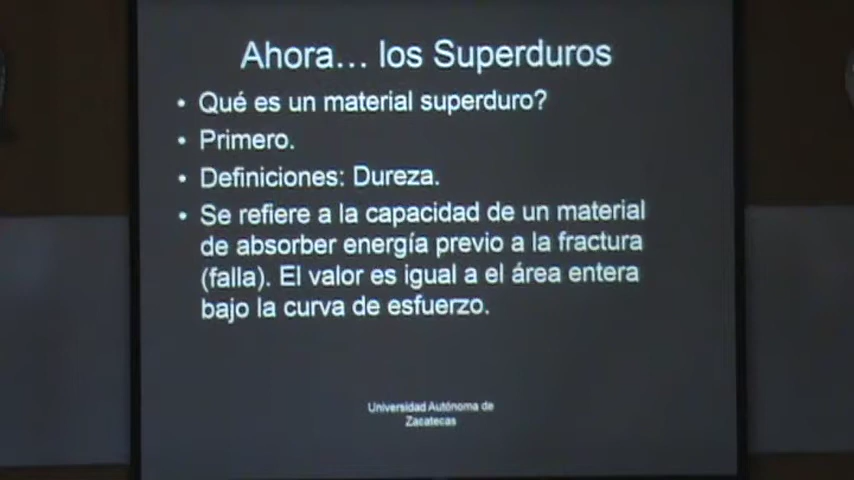 Ahora... los Superduros
• Qué es un material superduro?
• Primero.
• Definiciones: Dureza.
• Se refiere a la capacidad de un material
de absorber energía previo a la fractura
(falla). El valor es igual a el área entera
bajo la curva de esfuerzo.
Universidad Autónoma de
Zacatecas